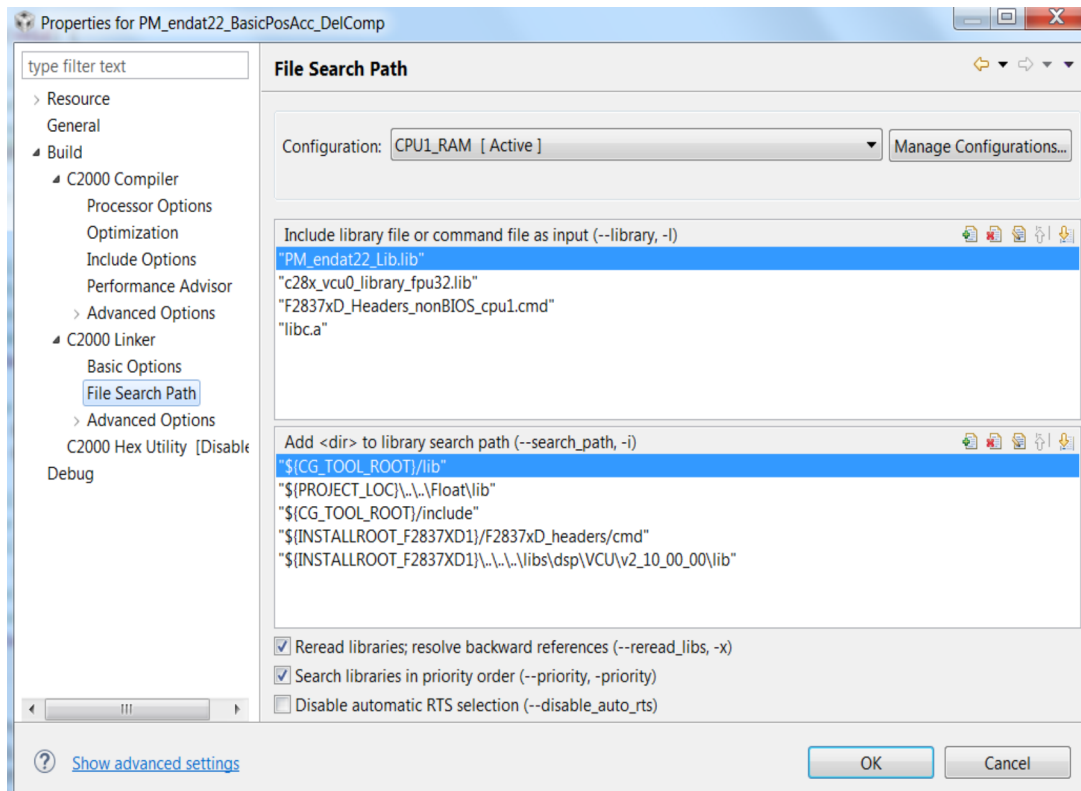 Properties for PM_endat22_BasicPosAcc_DelComp
type filter text
Resource
General
Build
C2000 Compiler
Processor Options
Optimization
Include Options
Performance Advisor
Advanced Options
C2000 Linker
Basic Options
File Search Path
Advanced Options
C2000 Hex Utility [Disable
Debug
File Search Path
Configuration: CPU1_RAM [ Active ] Manage Configurations...
Include library file or command file as input (--library, -l)
"PM_endat22_Lib.lib"
"c28x_vcu0_library_fpu32.lib"
"F2837xD_Headers_nonBIOS_cpu1.cmd"
"libc.a"
Add <dir> to library search path (--search_path, -i)
"${CG_TOOL_ROOT}/lib"
"${PROJECT_LOC}\..\..\Float\lib"
"${CG_TOOL_ROOT}/include"
"${INSTALLROOT_F2837XD1}/F2837xD_headers/cmd"
"${INSTALLROOT_F2837XD1}\..\..\..\libs\dsp\VCU\v2_10_00_00\lib"
Reread libraries; resolve backward references (--reread_libs, -x)
Search libraries in priority order (--priority, -priority)
Disable automatic RTS selection (--disable_auto_rts)
Show advanced settings
OK Cancel